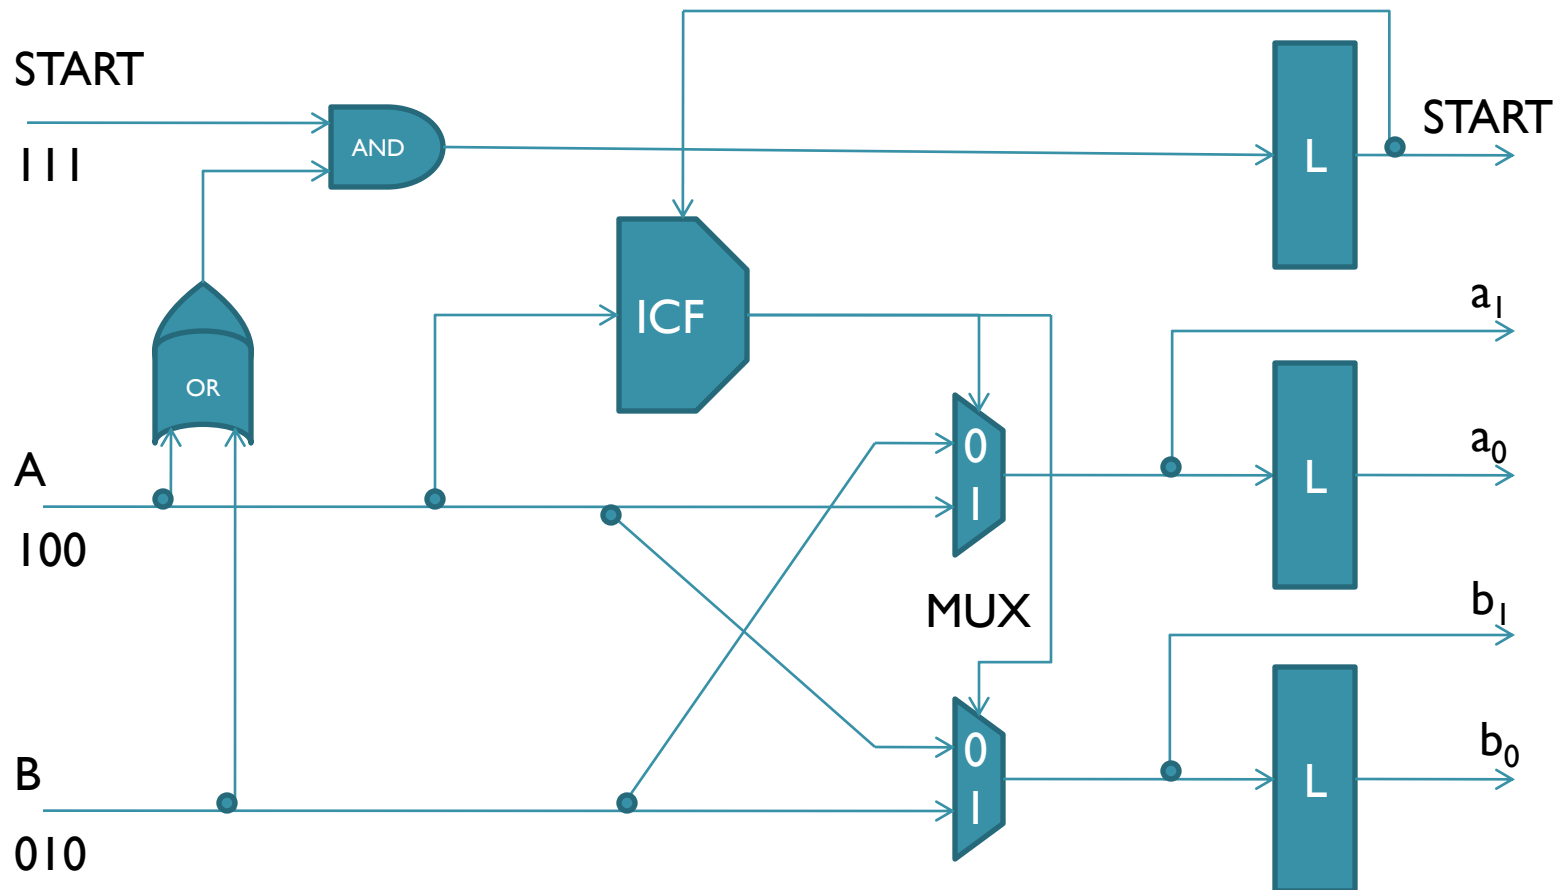 START
111
AND
L
START
ICF
OR
a₁
A
100
0
1
L
a₀
MUX
b₁
B
010
0
1
L
b₀